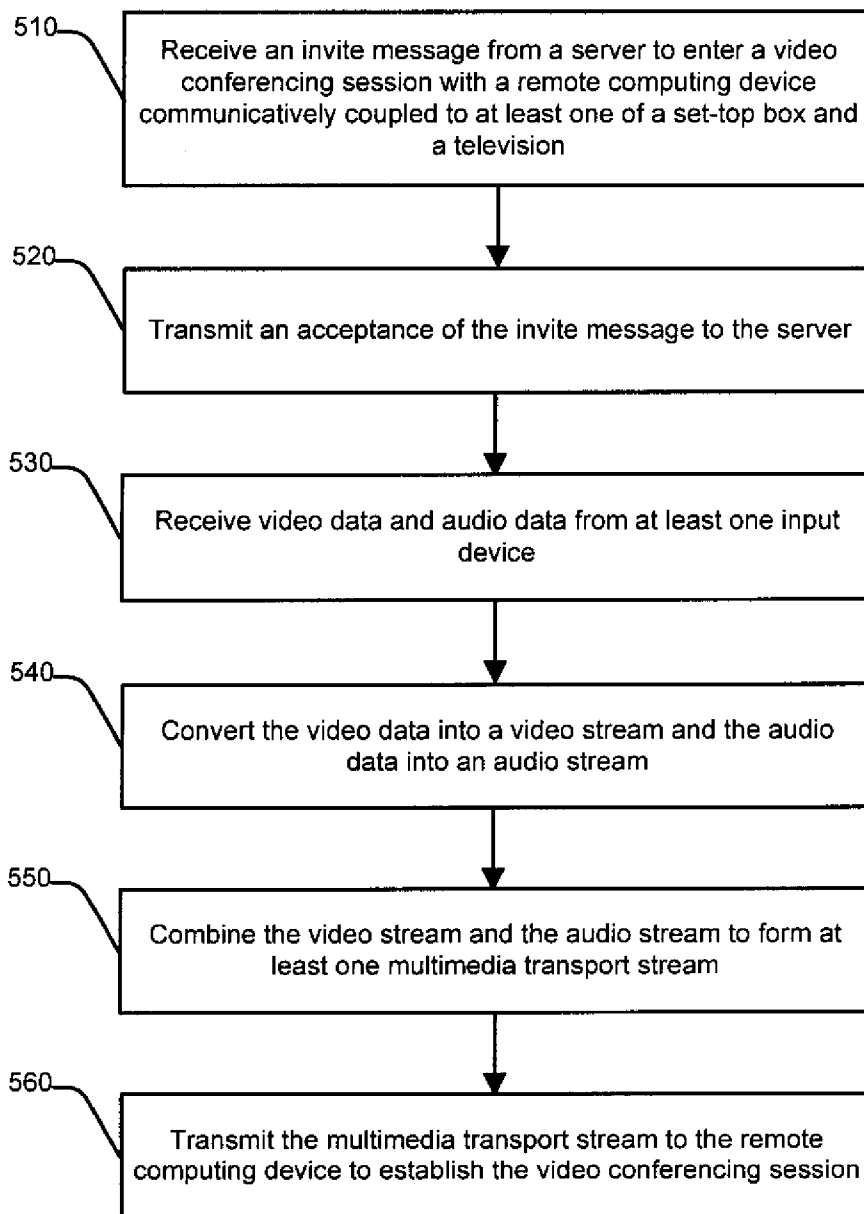 510
Receive an invite message from a server to enter a video
conferencing session with a remote computing device
communicatively coupled to at least one of a set-top box and
a television
520
Transmit an acceptance of the invite message to the server
530
Receive video data and audio data from at least one input
device
540
Convert the video data into a video stream and the audio
data into an audio stream
550
Combine the video stream and the audio stream to form at
least one multimedia transport stream
560
Transmit the multimedia transport stream to the remote
computing device to establish the video conferencing session